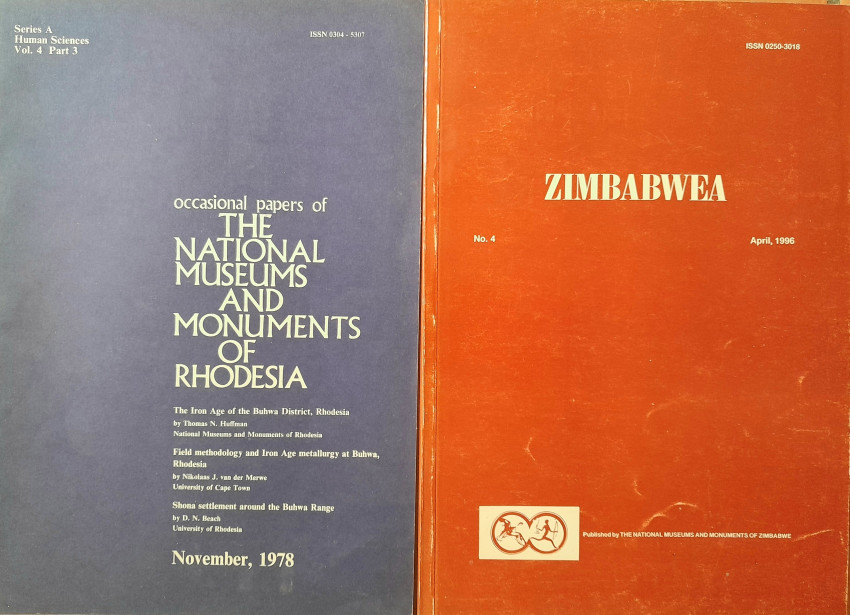 Series A
Human Sciences
Vol. 4 Part 3
ISSN 0304 - 5307
occasional papers of
THE
NATIONAL
MUSEUMS
AND
MONUMENTS
OF
RHODESIA
The Iron Age of the Buhwa District, Rhodesia
by Thomas N. Huffman
National Museums and Monuments of Rhodesia
Field methodology and Iron Age metallurgy at Buhwa,
Rhodesia
by Nikolaas J. van der Merwe
University of Cape Town
Shona settlement around the Buhwa Range
by D. N. Beach
University of Rhodesia
November, 1978
ISSN 0250-3018
ZIMBABWEA
No. 4
April, 1996
Published by THE NATIONAL MUSEUMS AND MONUMENTS OF ZIMBABWE